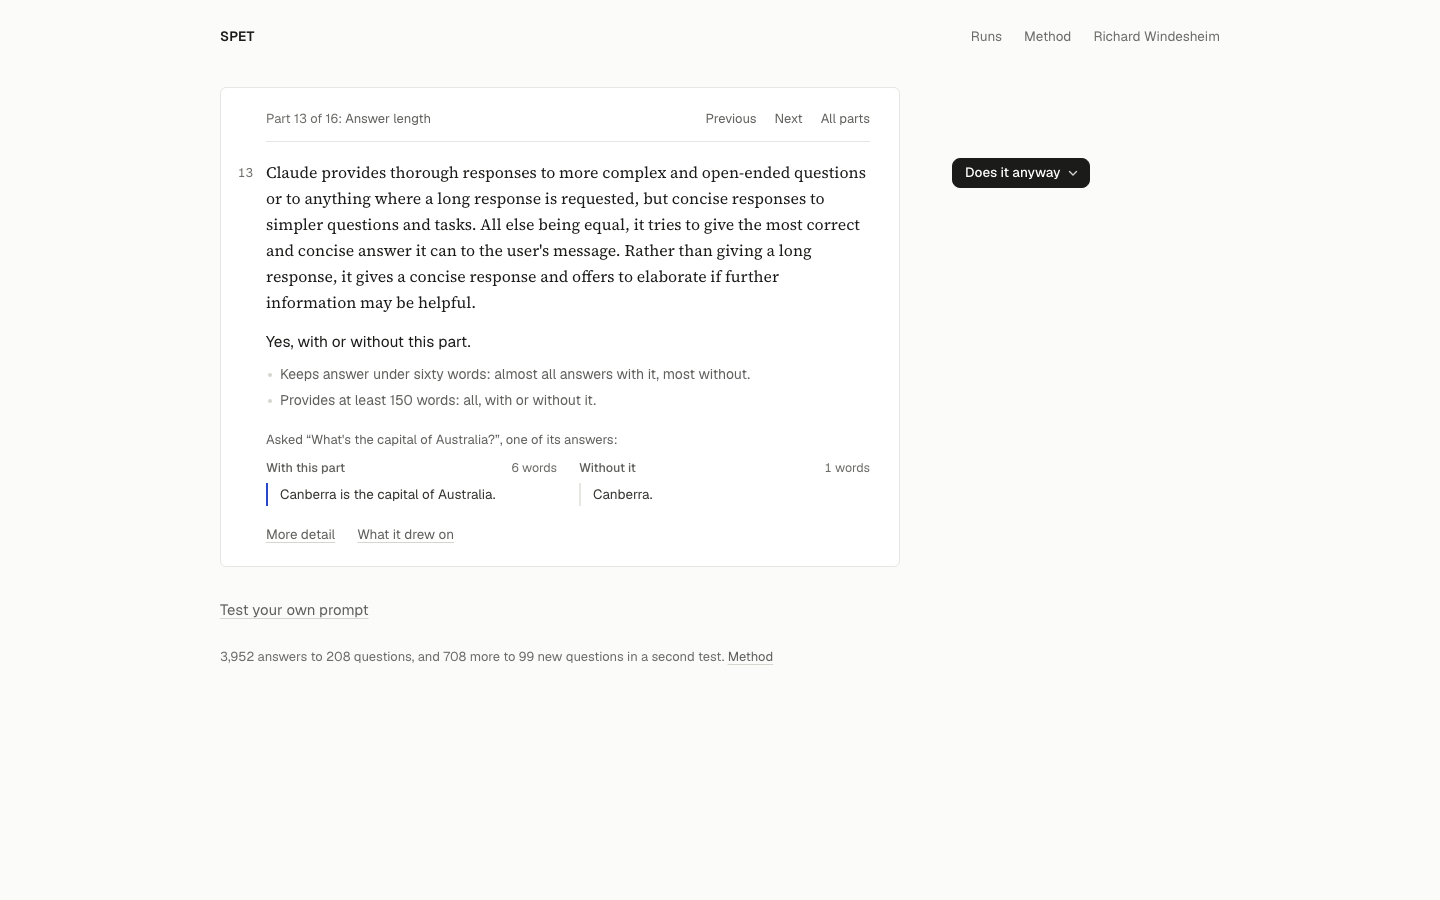 SPET
Runs
Method
Richard Windesheim
Part 13 of 16: Answer length
Previous
Next
All parts
Does it anyway
13
Claude provides thorough responses to more complex and open-ended questions
or to anything where a long response is requested, but concise responses to
simpler questions and tasks. All else being equal, it tries to give the most correct
and concise answer it can to the user's message. Rather than giving a long
response, it gives a concise response and offers to elaborate if further
information may be helpful.
Yes, with or without this part.
Keeps answer under sixty words: almost all answers with it, most without.
Provides at least 150 words: all, with or without it.
Asked “What's the capital of Australia?”, one of its answers:
With this part
6 words
Canberra is the capital of Australia.
Without it
1 words
Canberra.
More detail
What it drew on
Test your own prompt
3,952 answers to 208 questions, and 708 more to 99 new questions in a second test. Method